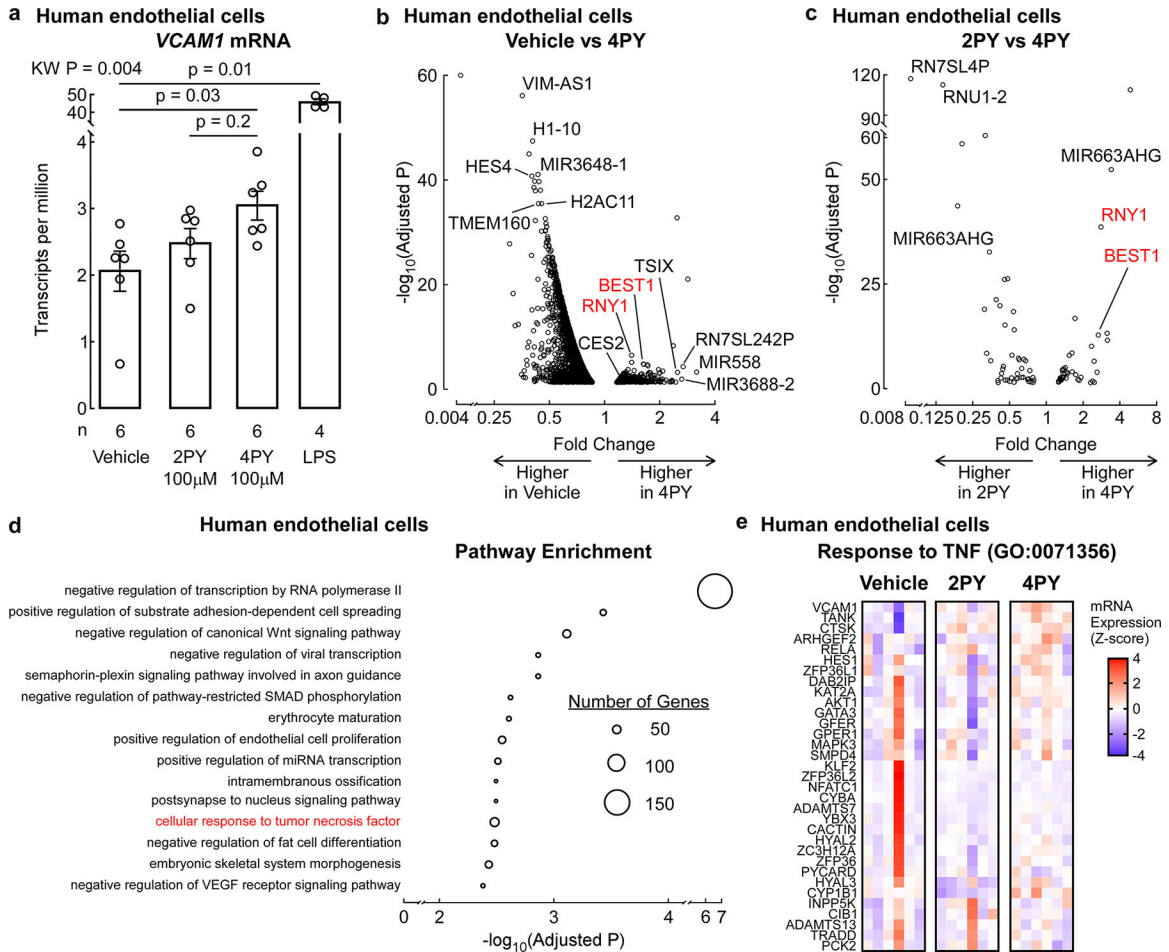 a Human endothelial cells
VCAM1 mRNA
KW P = 0.004
p = 0.01
p = 0.03
p = 0.2
Transcripts per million
50
40
4
3
2
1
0
n 6 6 6 4
Vehicle 2PY 4PY LPS
100μM 100μM
b Human endothelial cells
Vehicle vs 4PY
-log10(Adjusted P)
60
40
20
0
VIM-AS1
H1-10
HES4
MIR3648-1
H2AC11
TMEM160
TSIX
BEST1
RNY1
CES2
RN7SL242P
MIR558
MIR3688-2
0.004 0.25 0.5 1 2 4
Fold Change
Higher in Vehicle
Higher in 4PY
c Human endothelial cells
2PY vs 4PY
-log10(Adjusted P)
120
90
50
25
0
RN7SL4P
RNU1-2
MIR663AHG
RNY1
MIR663AHG
BEST1
0.008 0.125 0.5 1 2 4 8
Fold Change
Higher in 2PY
Higher in 4PY
d Human endothelial cells
Pathway Enrichment
negative regulation of transcription by RNA polymerase II
positive regulation of substrate adhesion-dependent cell spreading
negative regulation of canonical Wnt signaling pathway
negative regulation of viral transcription
semaphorin-plexin signaling pathway involved in axon guidance
negative regulation of pathway-restricted SMAD phosphorylation
erythrocyte maturation
positive regulation of endothelial cell proliferation
positive regulation of miRNA transcription
intramembranous ossification
postsynapse to nucleus signaling pathway
cellular response to tumor necrosis factor
negative regulation of fat cell differentiation
embryonic skeletal system morphogenesis
negative regulation of VEGF receptor signaling pathway
Number of Genes
50
100
150
0 2 3 4 6 7
-log10(Adjusted P)
e Human endothelial cells
Response to TNF (GO:0071356)
Vehicle 2PY 4PY
VCAM1
TANK
CTSK
ARHGEF2
RELA
HES1
ZFP36L1
DAB2IP
KAT2A
AKT1
GATA3
GFER
GPER1
MAPK3
SMPD4
KLF2
ZFP36L2
NFATC1
CYBA
ADAMTS7
YBX3
CACTIN
HYAL2
ZC3H12A
ZFP36
PYCARD
HYAL3
CYP1B1
INPP5K
CIB1
ADAMTS13
TRADD
PCK2
mRNA
Expression
(Z-score)
4
2
0
-2
-4